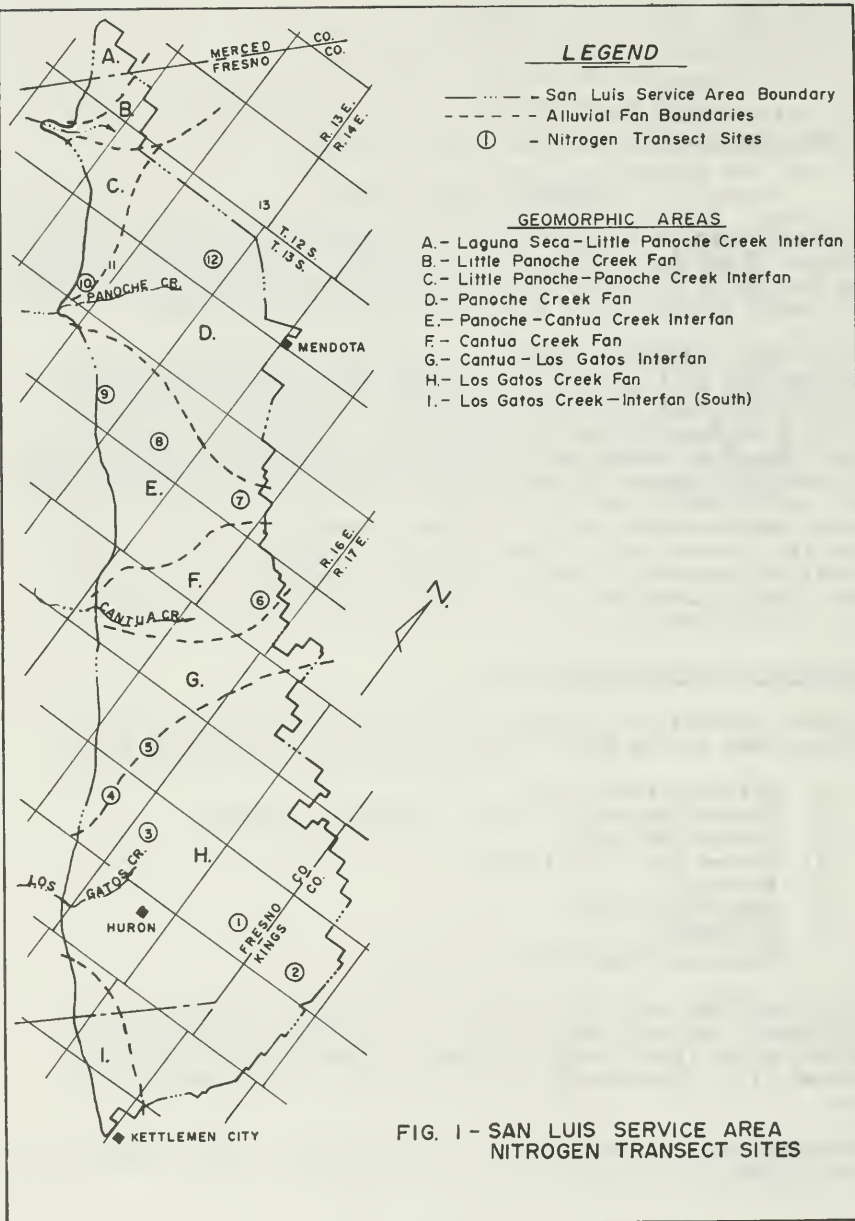 LEGEND
San Luis Service Area Boundary
Alluvial Fan Boundaries
① - Nitrogen Transect Sites
GEOMORPHIC AREAS
A.- Laguna Seca-Little Panoche Creek Interfan
B.- Little Panoche Creek Fan
C.- Little Panoche-Panoche Creek Interfan
D.- Panoche Creek Fan
E.- Panoche-Cantua Creek Interfan
F.- Cantua Creek Fan
G.- Cantua-Los Gatos Interfan
H.- Los Gatos Creek Fan
I.- Los Gatos Creek-Interfan (South)
A.
MERCED CO.
FRESNO CO.
B.
R. 13 E.
R. 14 E.
C.
13
T. 12 S.
T. 13 S.
11
⑫
⑩
PANOCHE CR.
D.
MENDOTA
⑨
⑧
E.
⑦
R. 16 E.
R. 17 E.
F.
⑥
CANTUA CR.
N.
G.
⑤
④
③
H.
LOS GATOS CR.
HURON
①
FRESNO CO.
KINGS CO.
②
I.
KETTLEMEN CITY
FIG. 1 - SAN LUIS SERVICE AREA
NITROGEN TRANSECT SITES